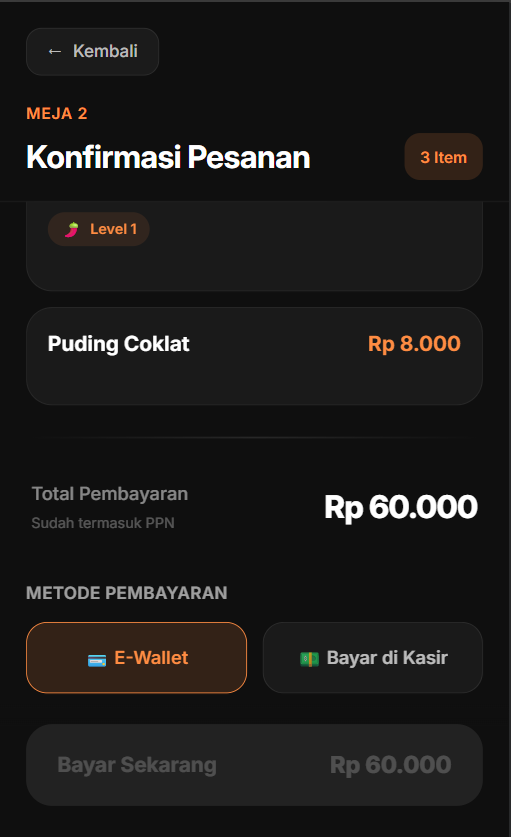 ← Kembali
MEJA 2
Konfirmasi Pesanan
3 Item
Level 1
Puding Coklat
Rp 8.000
Total Pembayaran
Sudah termasuk PPN
Rp 60.000
METODE PEMBAYARAN
E-Wallet
Bayar di Kasir
Bayar Sekarang
Rp 60.000